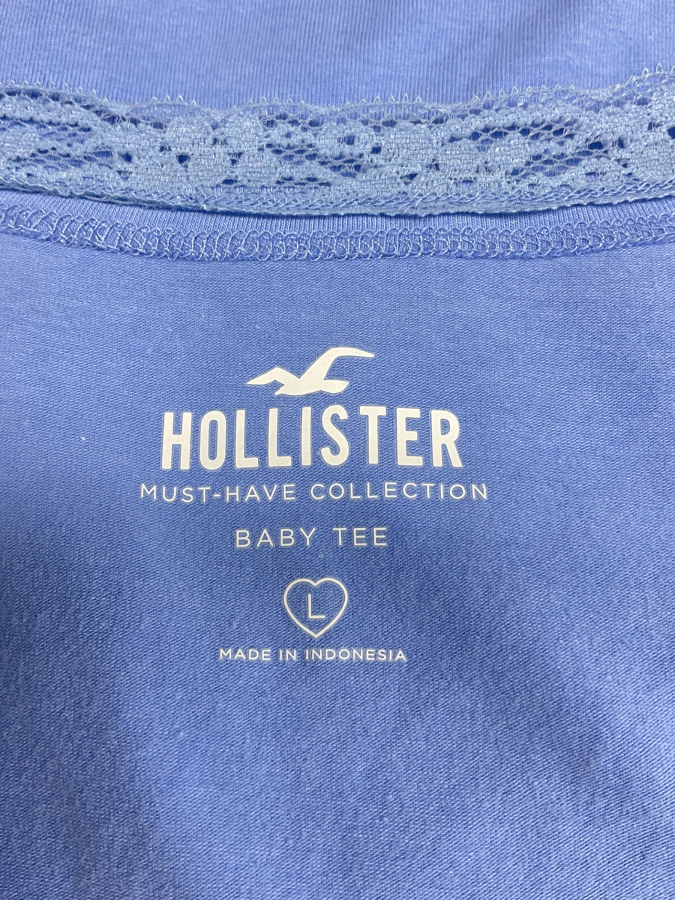 HOLLISTER
MUST-HAVE COLLECTION
BABY TEE
L
MADE IN INDONESIA